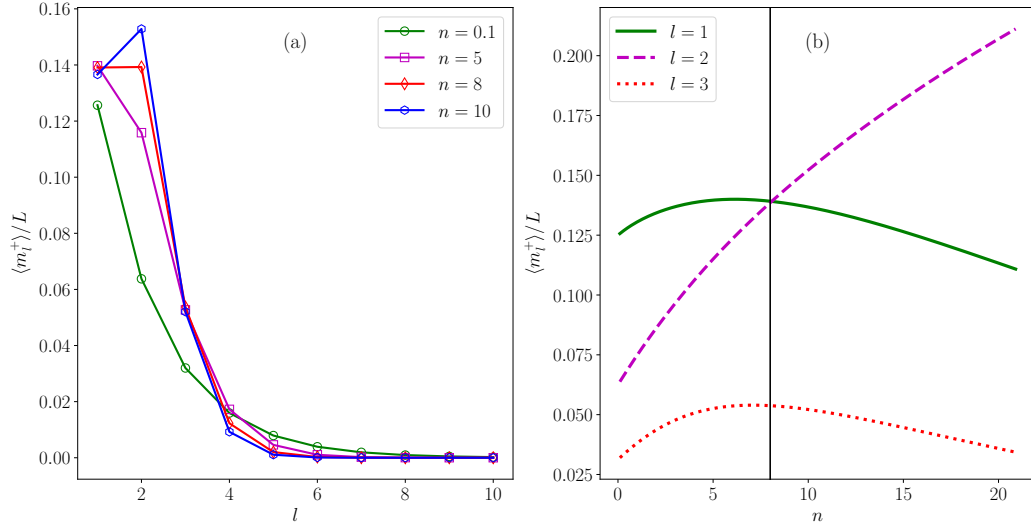 (a)
n = 0.1
n = 5
n = 8
n = 10
0.16
0.14
0.12
0.10
0.08
0.06
0.04
0.02
0.00
⟨m_l^+⟩/L
2
4
6
8
10
l
(b)
l = 1
l = 2
l = 3
0.200
0.175
0.150
0.125
0.100
0.075
0.050
0.025
⟨m_l^+⟩/L
0
5
10
15
20
n